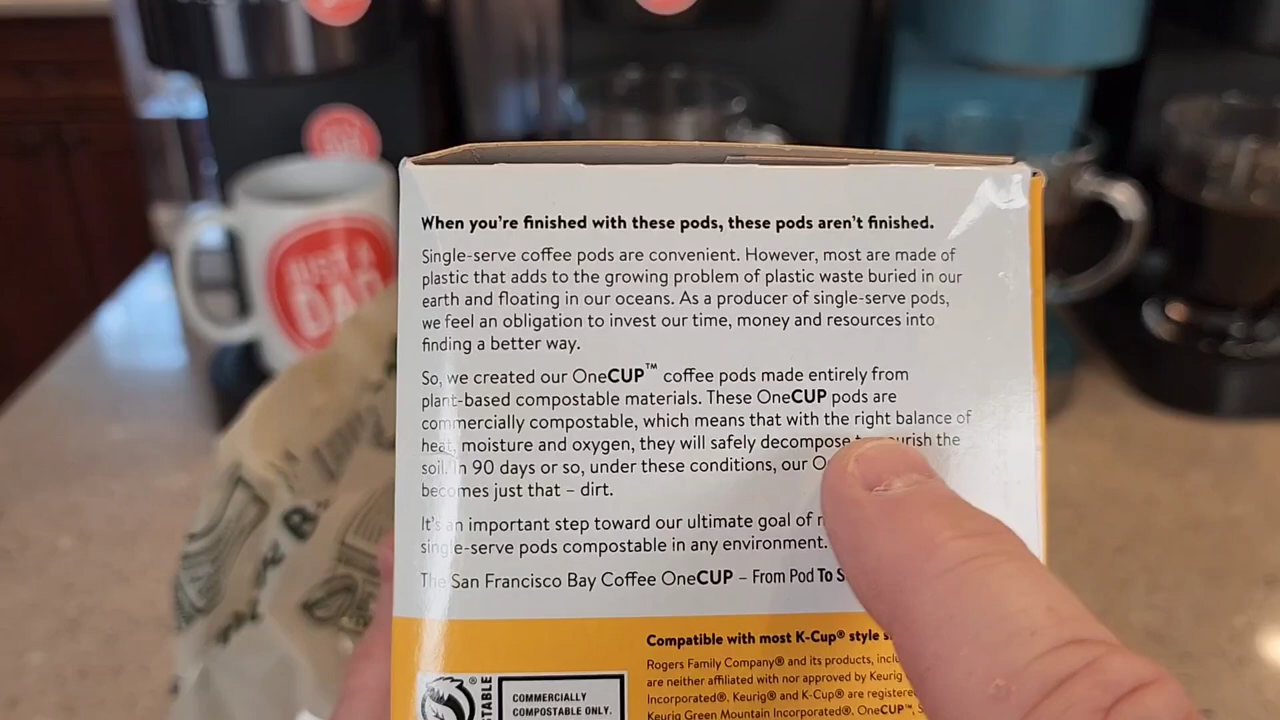 JUST A
DAD
When you're finished with these pods, these pods aren't finished.
Single-serve coffee pods are convenient. However, most are made of
plastic that adds to the growing problem of plastic waste buried in our
earth and floating in our oceans. As a producer of single-serve pods,
we feel an obligation to invest our time, money and resources into
finding a better way.
So, we created our OneCUP™ coffee pods made entirely from
plant-based compostable materials. These OneCUP pods are
commercially compostable, which means that with the right balance of
heat, moisture and oxygen, they will safely decompose the
soil. In 90 days or so, under these conditions, our
becomes just that – dirt.
It's an important step toward our ultimate goal of
single-serve pods compostable in any environment.
The San Francisco Bay Coffee OneCUP – From Pod To
Compatible with most K-Cup® style
Rogers Family Company® and its products,
are neither affiliated with nor approved by Keurig
Incorporated®. Keurig® and K-Cup® are
Keurig Green Mountain Incorporated®. OneCUP™,
®
COMMERCIALLY
COMPOSTABLE ONLY.